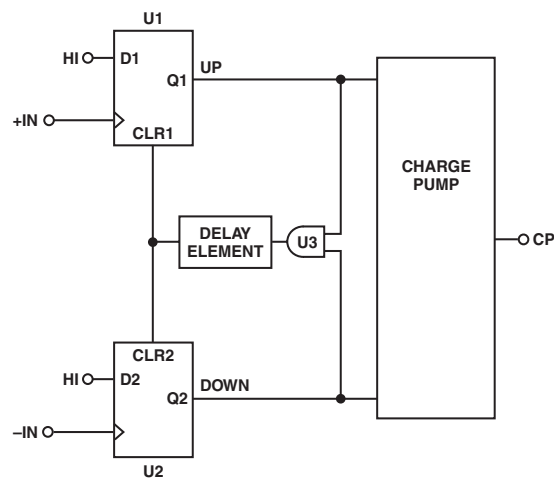 U1
HI
D1
UP
Q1
+IN
CLR1
CHARGE
PUMP
DELAY
ELEMENT
U3
CP
CLR2
HI
D2
DOWN
Q2
–IN
U2